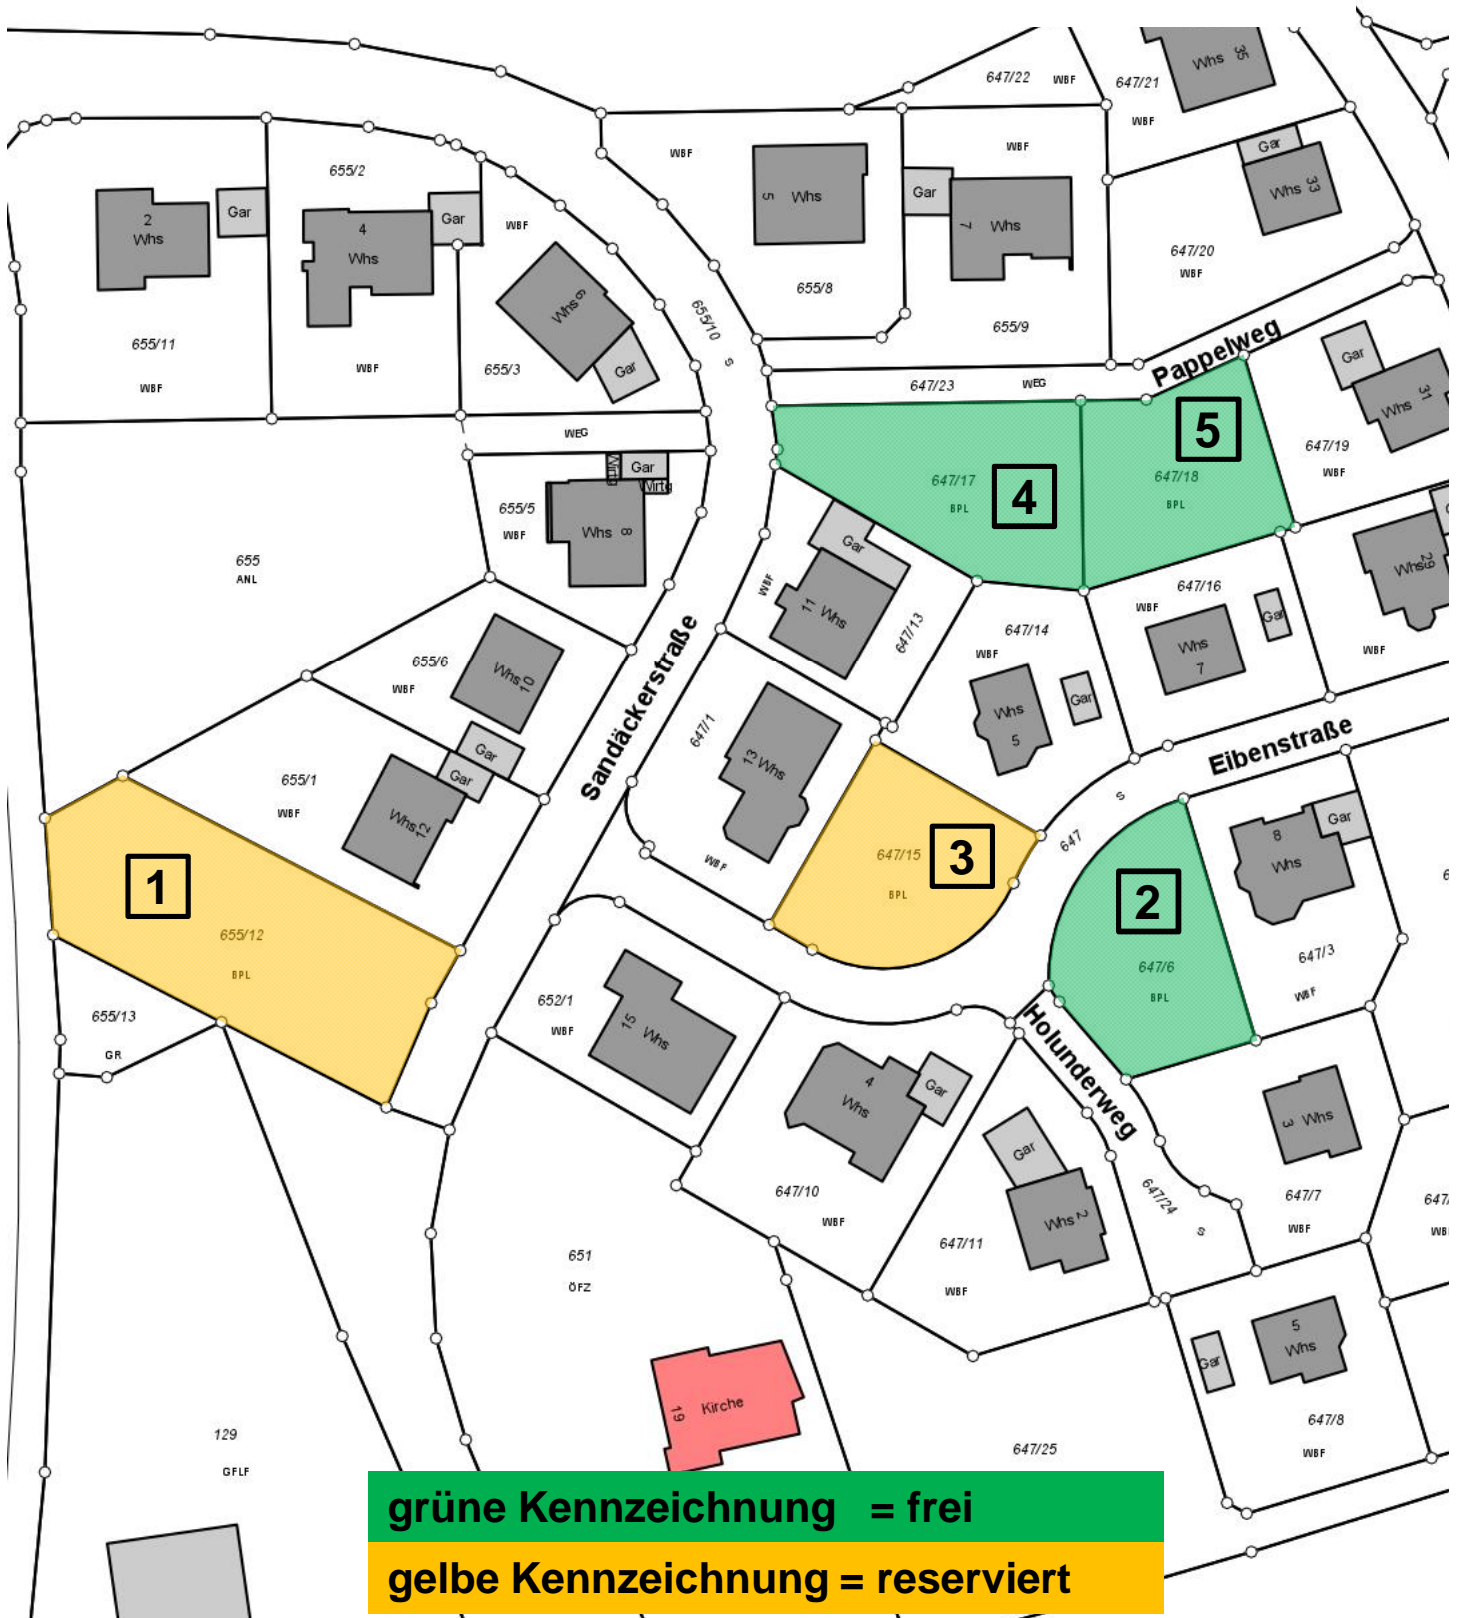 647/22 WBF
647/21
WBF
Whs 35
655/2
WBF
5 Whs
WBF
Gar
7 Whs
Gar
Whs 33
2
Whs
Gar
4
Whs
Gar
WBF
647/20
WBF
655/11
WBF
WBF
655/3
Whs 6
Gar
655/10
S
655/8
655/9
Pappelweg
647/23 WEG
Gar
31
Whs
WEG
5
647/19
WBF
647/17
BPL
4
647/18
BPL
655
ANL
655/5
WBF
Wirtg
Gar
Wirtg
Whs 8
Gar
11 Whs
WBF
647/13
647/14
WBF
647/16
WBF
Gar
Whs
7
Whs 29
WBF
655/6
WBF
Whs 10
Gar
Gar
Sandäckerstraße
647/1
13 Whs
WBF
Whs
5
Gar
Eibenstraße
655/1
WBF
Whs 12
S
647
8
Whs
Gar
1
655/12
BPL
647/15
BPL
3
2
647/6
BPL
647/3
WBF
655/13
GR
652/1
WBF
15 Whs
Holunderweg
4
Whs
Gar
3 Whs
Gar
Whs 2
647/10
WBF
647/11
WBF
647/24
S
647/7
WBF
647/
WB
651
ÖFZ
5
Whs
Gar
19 Kirche
647/8
WBF
129
GFLF
647/25
grüne Kennzeichnung = frei
gelbe Kennzeichnung = reserviert